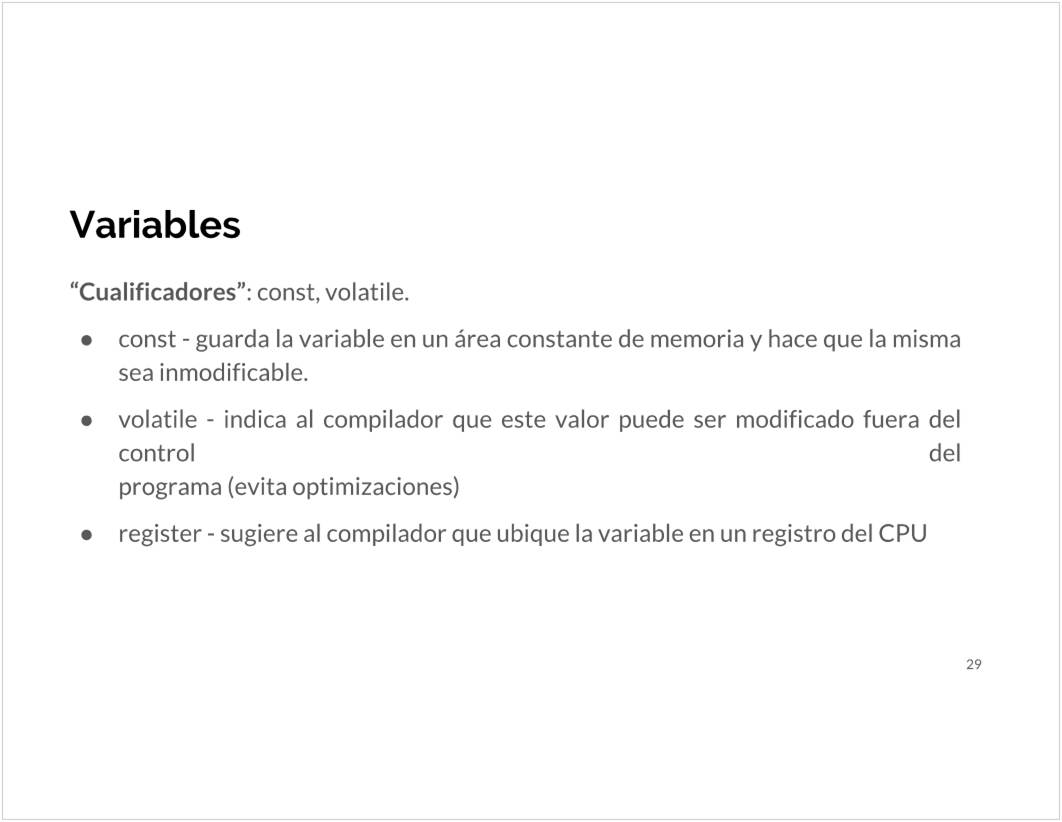 Variables
“Cualificadores”: const, volatile.
● const - guarda la variable en un área constante de memoria y hace que la misma
sea inmodificable.
● volatile - indica al compilador que este valor puede ser modificado fuera del
control del
programa (evita optimizaciones)
● register - sugiere al compilador que ubique la variable en un registro del CPU
29